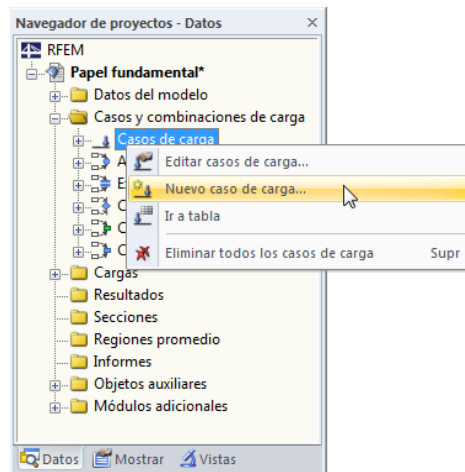 Navegador de proyectos - Datos
RFEM
Papel fundamental*
Datos del modelo
Casos y combinaciones de carga
Casos de carga
A
Editar casos de carga...
E
Nuevo caso de carga...
C
Ir a tabla
C
C
Eliminar todos los casos de carga Supr
Cargas
Resultados
Secciones
Regiones promedio
Informes
Objetos auxiliares
Módulos adicionales
Datos Mostrar Vistas